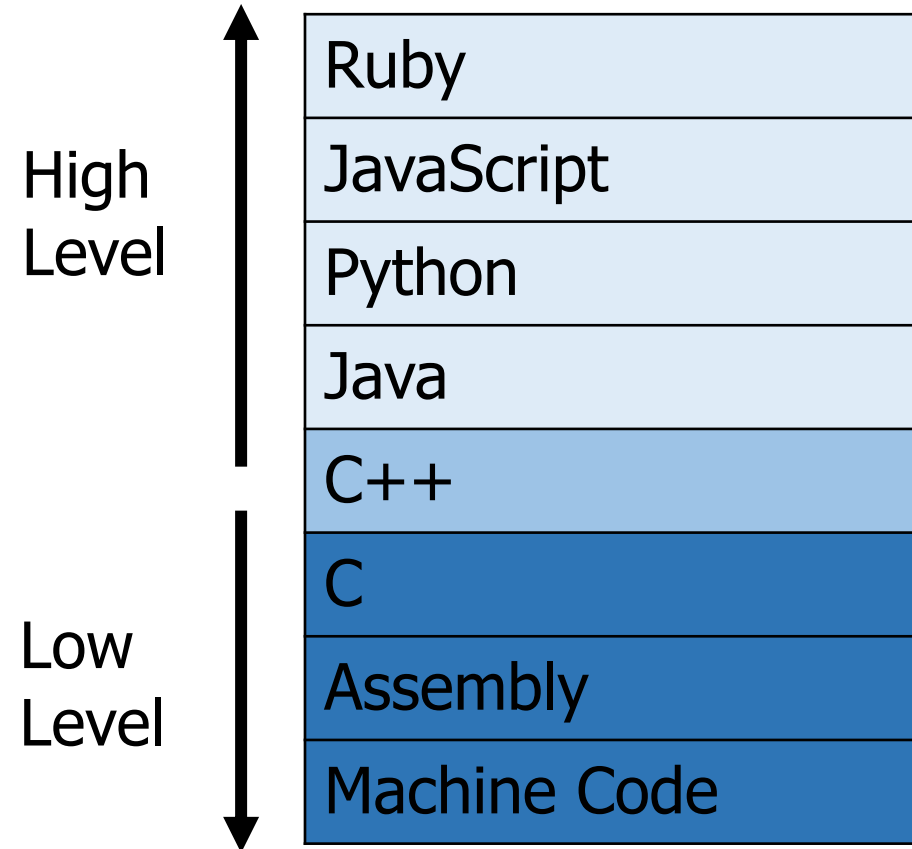 High
Level
Low
Level
Ruby
JavaScript
Python
Java
C++
C
Assembly
Machine Code